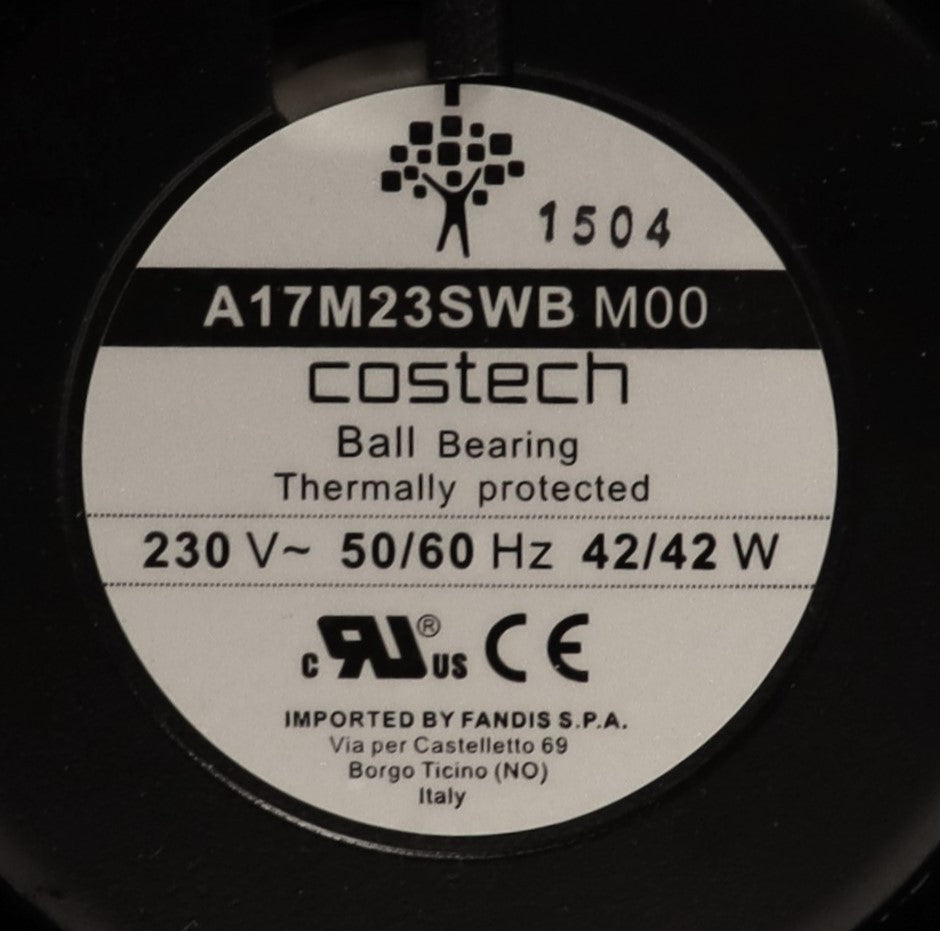 1504
A17M23SWB M00
costech
Ball Bearing
Thermally protected
230 V~ 50/60 Hz 42/42 W
c RU® US CE
IMPORTED BY FANDIS S.P.A.
Via per Castelletto 69
Borgo Ticino (NO)
Italy